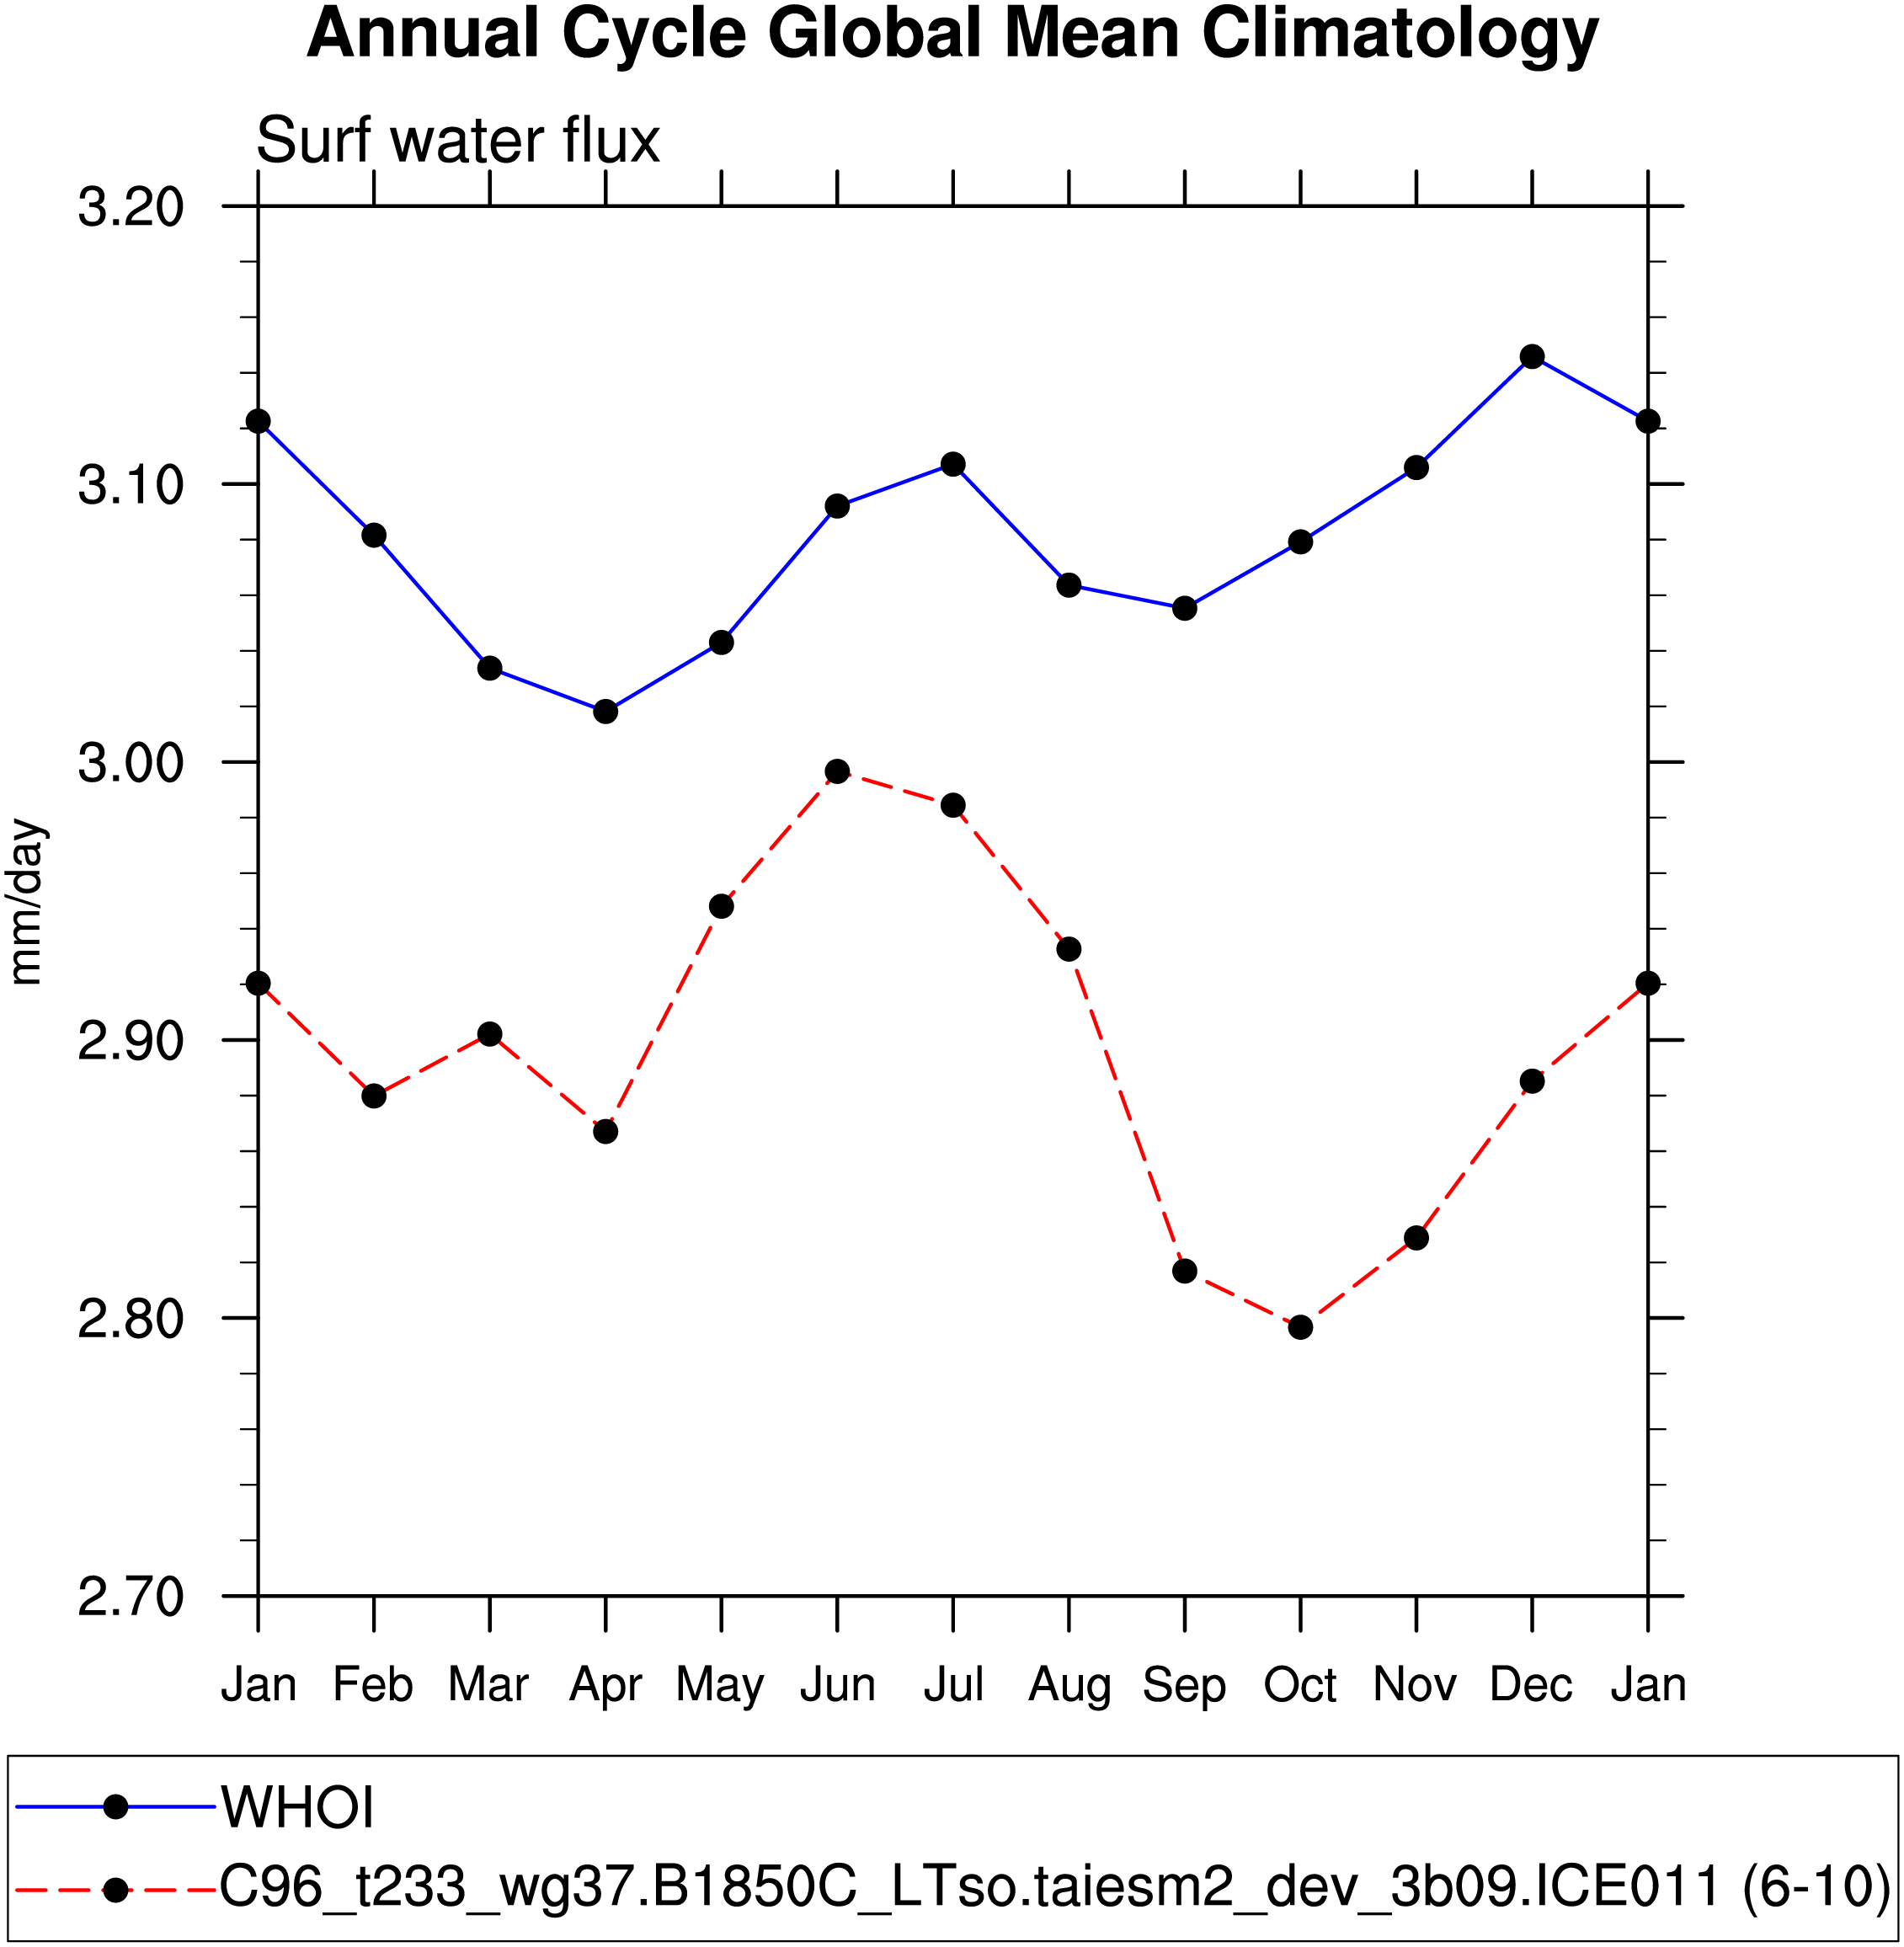 Annual Cycle Global Mean Climatology
Surf water flux
3.20
3.10
3.00
2.90
2.80
2.70
mm/day
Jan Feb Mar Apr May Jun Jul Aug Sep Oct Nov Dec Jan
WHOI
C96_t233_wg37.B1850C_LTso.taiesm2_dev_3b09.ICE011 (6-10)